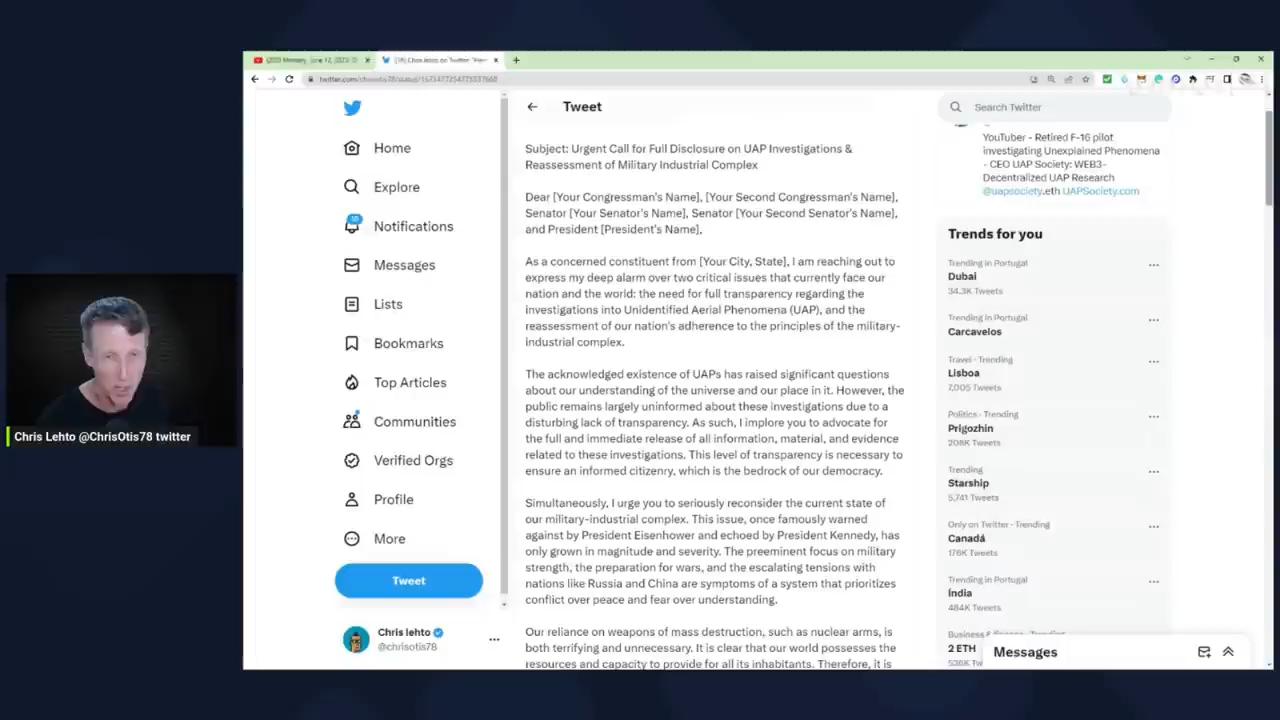 (20) Monday, June 12, 2023
twitter.com/chrisotis78/status/
Home
Explore
Notifications
Messages
Lists
Bookmarks
Top Articles
Communities
Verified Orgs
Profile
More
Tweet
Chris lehto
@chrisotis78
Tweet
Subject: Urgent Call for Full Disclosure on UAP Investigations &
Reassessment of Military Industrial Complex
Dear [Your Congressman's Name], [Your Second Congressman's Name],
Senator [Your Senator's Name], Senator [Your Second Senator's Name],
and President [President's Name],
As a concerned constituent from [Your City, State], I am reaching out to
express my deep alarm over two critical issues that currently face our
nation and the world: the need for full transparency regarding the
investigations into Unidentified Aerial Phenomena (UAP), and the
reassessment of our nation's adherence to the principles of the military-
industrial complex.
The acknowledged existence of UAPs has raised significant questions
about our understanding of the universe and our place in it. However, the
public remains largely uninformed about these investigations due to a
disturbing lack of transparency. As such, I implore you to advocate for
the full and immediate release of all information, material, and evidence
related to these investigations. This level of transparency is necessary to
ensure an informed citizenry, which is the bedrock of our democracy.
Simultaneously, I urge you to seriously reconsider the current state of
our military-industrial complex. This issue, once famously warned
against by President Eisenhower and echoed by President Kennedy, has
only grown in magnitude and severity. The preeminent focus on military
strength, the preparation for wars, and the escalating tensions with
nations like Russia and China are symptoms of a system that prioritizes
conflict over peace and fear over understanding.
Our reliance on weapons of mass destruction, such as nuclear arms, is
both terrifying and unnecessary. It is clear that our world possesses the
resources and capacity to provide for all its inhabitants. Therefore, it is
Search Twitter
YouTuber - Retired F-16 pilot
investigating Unexplained Phenomena
- CEO UAP Society: WEB3-
Decentralized UAP Research
@uapsociety.eth UAPSociety.com
Trends for you
Trending in Portugal
Dubai
34.3K Tweets
Trending in Portugal
Carcavelos
Travel · Trending
Lisboa
7,005 Tweets
Politics · Trending
Prigozhin
208K Tweets
Trending
Starship
5,741 Tweets
Only on Twitter · Trending
Canadá
176K Tweets
Trending in Portugal
Índia
484K Tweets
Business & finance · Trending
2 ETH
536K Tweets
Messages
Chris Lehto @ChrisOtis78 twitter